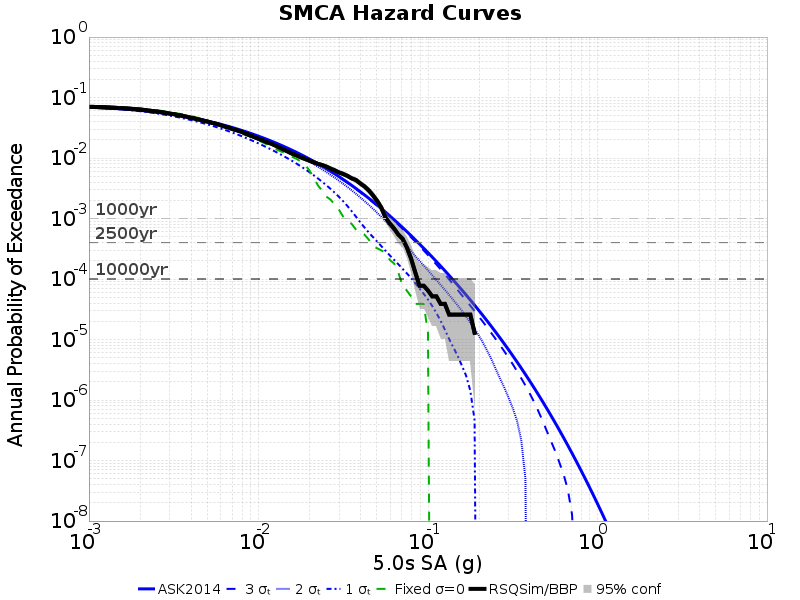 SMCA Hazard Curves
Annual Probability of Exceedance
10^0
10^-1
10^-2
10^-3
10^-4
10^-5
10^-6
10^-7
10^-8
1000yr
2500yr
10000yr
10^-3 10^-2 10^-1 10^0 10^1
5.0s SA (g)
ASK2014 3 σₜ 2 σₜ 1 σₜ Fixed σ=0 RSQSim/BBP 95% conf